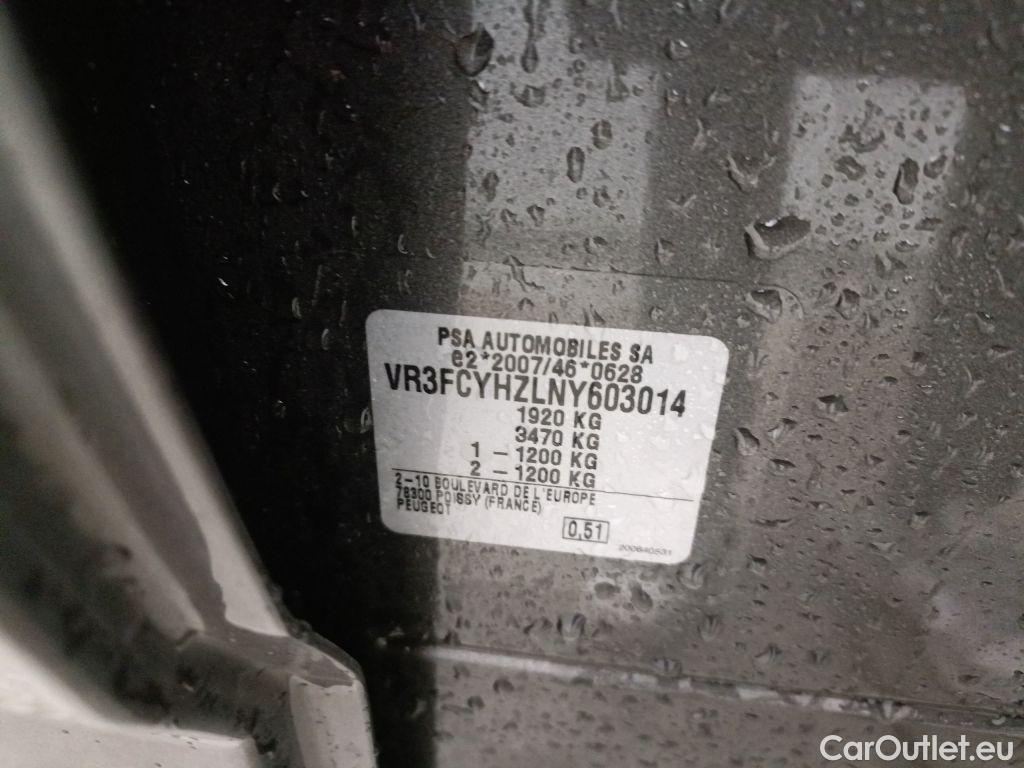 PSA AUTOMOBILES SA
e2*2007/46*0628
VR3FCYHZLNY603014
1920 KG
3470 KG
1 - 1200 KG
2 - 1200 KG
2-10 BOULEVARD DE L'EUROPE
78300 POISSY (FRANCE)
PEUGEOT
0,51
200640531
CarOutlet.eu